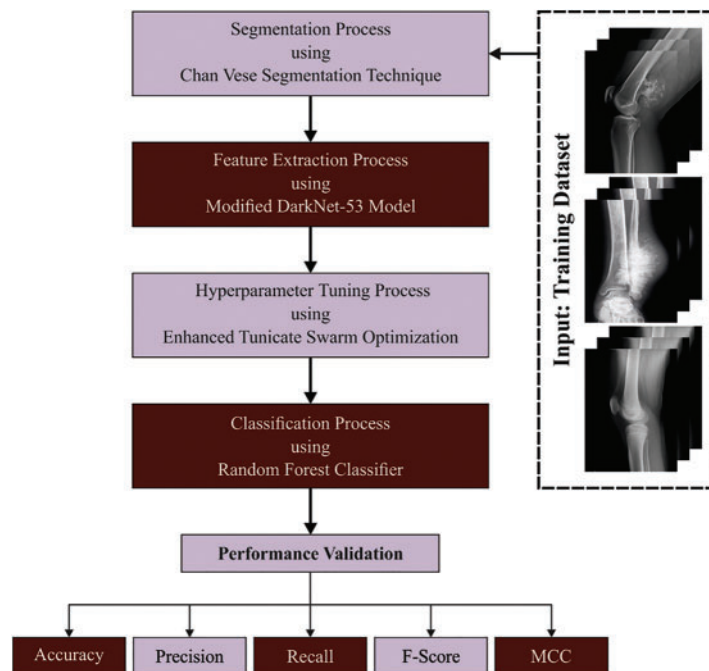 Segmentation Process
using
Chan Vese Segmentation Technique
Input: Training Dataset
Feature Extraction Process
using
Modified DarkNet-53 Model
Hyperparameter Tuning Process
using
Enhanced Tunicate Swarm Optimization
Classification Process
using
Random Forest Classifier
Performance Validation
Accuracy
Precision
Recall
F-Score
MCC